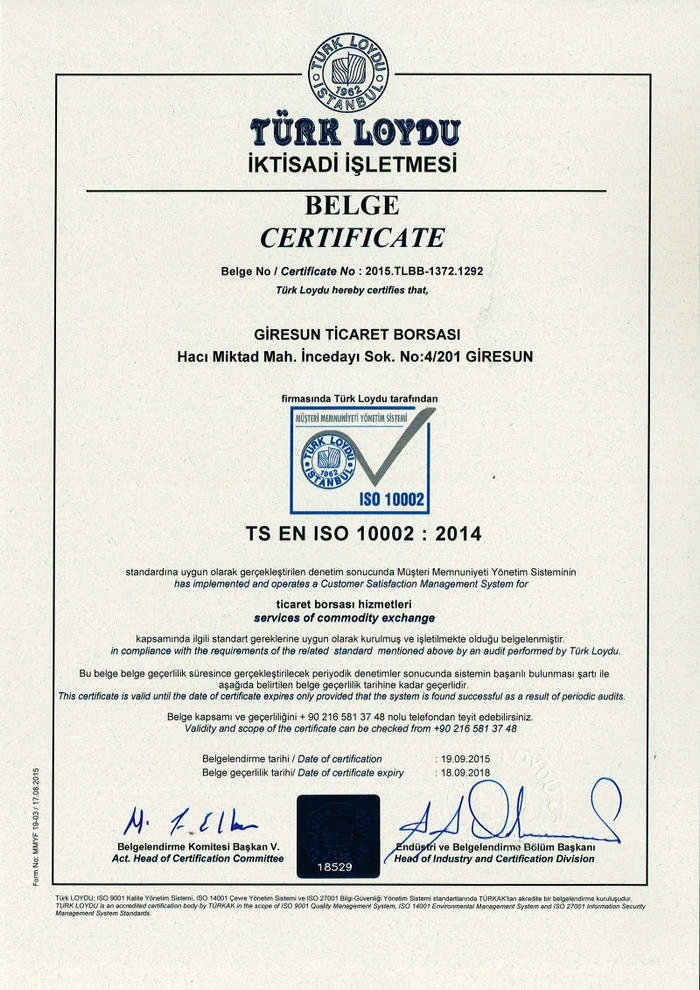 TÜRK LOYDU
1962
İSTANBUL
TÜRK LOYDU
İKTİSADİ İŞLETMESİ
BELGE
CERTIFICATE
Belge No / Certificate No : 2015.TLBB-1372.1292
Türk Loydu hereby certifies that,
GİRESUN TİCARET BORSASI
Hacı Miktad Mah. İncedayı Sok. No:4/201 GİRESUN
firmasında Türk Loydu tarafından
MÜŞTERİ MEMNUNİYETİ YÖNETİM SİSTEMİ
TÜRK LOYDU
1962
İSTANBUL
ISO 10002
TS EN ISO 10002 : 2014
standardına uygun olarak gerçekleştirilen denetim sonucunda Müşteri Memnuniyeti Yönetim Sisteminin
has implemented and operates a Customer Satisfaction Management System for
ticaret borsası hizmetleri
services of commodity exchange
kapsamında ilgili standart gereklerine uygun olarak kurulmuş ve işletilmekte olduğu belgelenmiştir.
in compliance with the requirements of the related standard mentioned above by an audit performed by Türk Loydu.
Bu belge belge geçerlilik süresince gerçekleştirilecek periyodik denetimler sonucunda sistemin başarılı bulunması şartı ile
aşağıda belirtilen belge geçerlilik tarihine kadar geçerlidir.
This certificate is valid until the date of certificate expires only provided that the system is found successful as a result of periodic audits.
Belge kapsamı ve geçerliliğini + 90 216 581 37 48 nolu telefondan teyit edebilirsiniz.
Validity and scope of the certificate can be checked from +90 216 581 37 48
Belgelendirme tarihi / Date of certification : 19.09.2015
Belge geçerlilik tarihi/ Date of certificate expiry : 18.09.2018
Belgelendirme Komitesi Başkan V.
Act. Head of Certification Committee
18529
Endüstri ve Belgelendirme Bölüm Başkanı
Head of Industry and Certification Division
Form No: MMYF 19-03 / 17.08.2015
Türk LOYDU; ISO 9001 Kalite Yönetim Sistemi, ISO 14001 Çevre Yönetim Sistemi ve ISO 27001 Bilgi Güvenliği Yönetim Sistemi standartlarında TÜRKAK'tan akredite bir belgelendirme kuruluşudur.
TURK LOYDU is an accredited certification body by TÜRKAK in the scope of ISO 9001 Quality Management System, ISO 14001 Environmental Management System and ISO 27001 Information Security
Management System Standards.